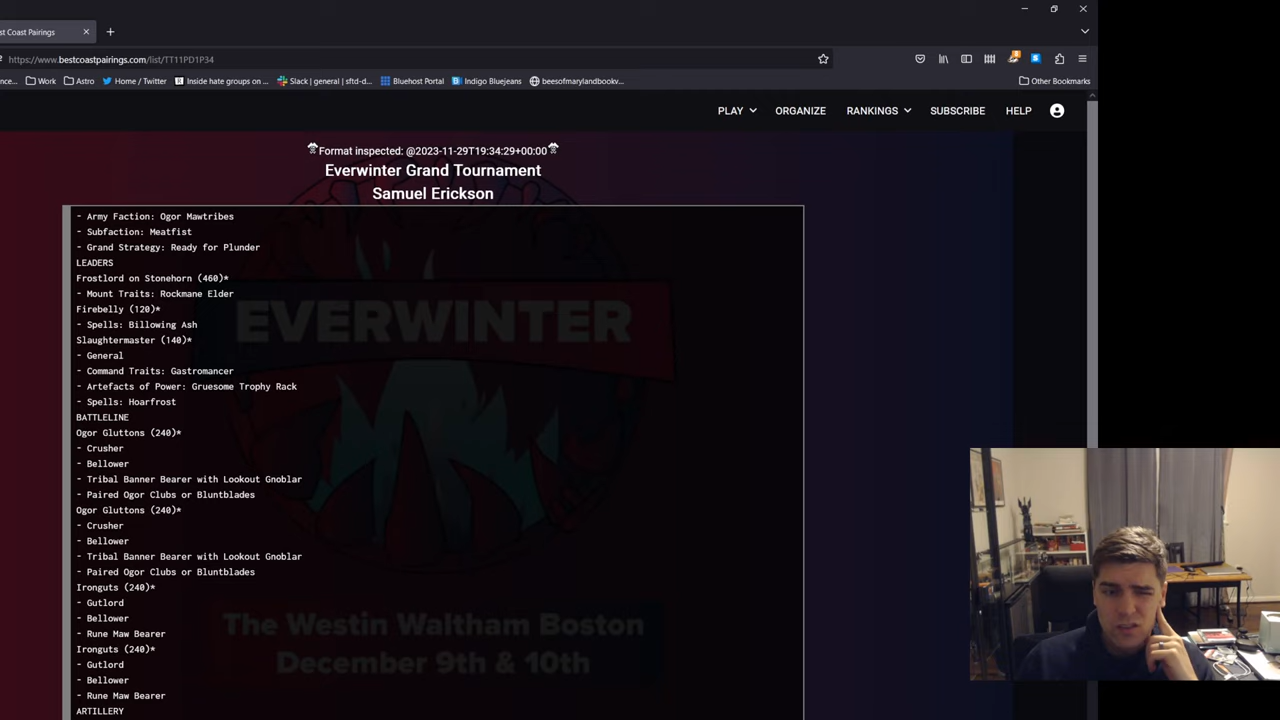 st Coast Pairings
https://www.bestcoastpairings.com/list/TT11PD1P34
nce... Work Astro Home / Twitter Inside hate groups on ... Slack | general | sftd-d... Bluehost Portal Indigo Bluejeans beesofmarylandbookv... Other Bookmarks
PLAY ORGANIZE RANKINGS SUBSCRIBE HELP
Format inspected: @2023-11-29T19:34:29+00:00
Everwinter Grand Tournament
Samuel Erickson
- Army Faction: Ogor Mawtribes
- Subfaction: Meatfist
- Grand Strategy: Ready for Plunder
LEADERS
Frostlord on Stonehorn (460)*
- Mount Traits: Rockmane Elder
Firebelly (120)*
- Spells: Billowing Ash
Slaughtermaster (140)*
- General
- Command Traits: Gastromancer
- Artefacts of Power: Gruesome Trophy Rack
- Spells: Hoarfrost
BATTLELINE
Ogor Gluttons (240)*
- Crusher
- Bellower
- Tribal Banner Bearer with Lookout Gnoblar
- Paired Ogor Clubs or Bluntblades
Ogor Gluttons (240)*
- Crusher
- Bellower
- Tribal Banner Bearer with Lookout Gnoblar
- Paired Ogor Clubs or Bluntblades
Ironguts (240)*
- Gutlord
- Bellower
- Rune Maw Bearer
Ironguts (240)*
- Gutlord
- Bellower
- Rune Maw Bearer
ARTILLERY
EVERWINTER
The Westin Waltham Boston
December 9th & 10th